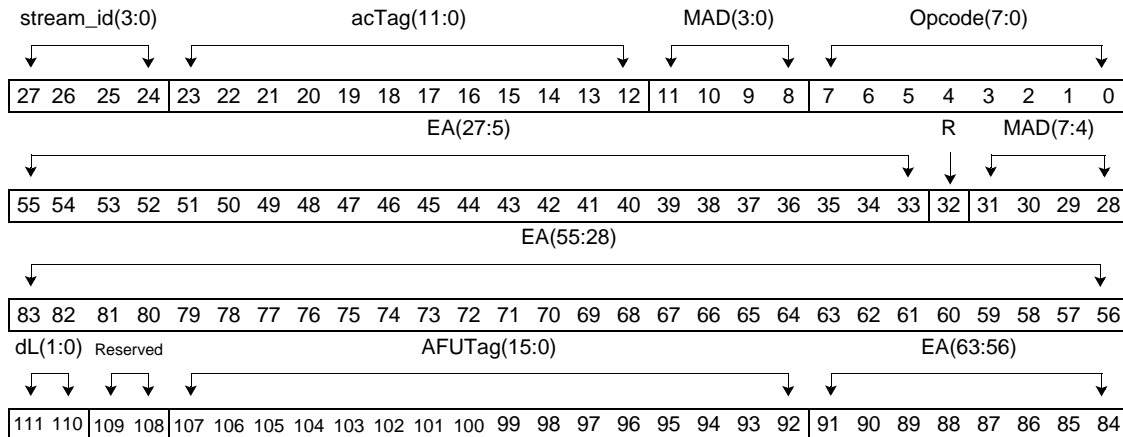 stream_id(3:0) acTag(11:0) MAD(3:0) Opcode(7:0)
27 26 25 24 23 22 21 20 19 18 17 16 15 14 13 12 11 10 9 8 7 6 5 4 3 2 1 0
EA(27:5) R MAD(7:4)
55 54 53 52 51 50 49 48 47 46 45 44 43 42 41 40 39 38 37 36 35 34 33 32 31 30 29 28
EA(55:28)
83 82 81 80 79 78 77 76 75 74 73 72 71 70 69 68 67 66 65 64 63 62 61 60 59 58 57 56
dL(1:0) Reserved AFUTag(15:0) EA(63:56)
111 110 109 108 107 106 105 104 103 102 101 100 99 98 97 96 95 94 93 92 91 90 89 88 87 86 85 84